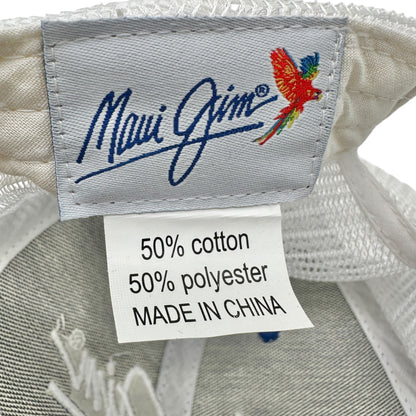 Maui Jim®
50% cotton
50% polyester
MADE IN CHINA